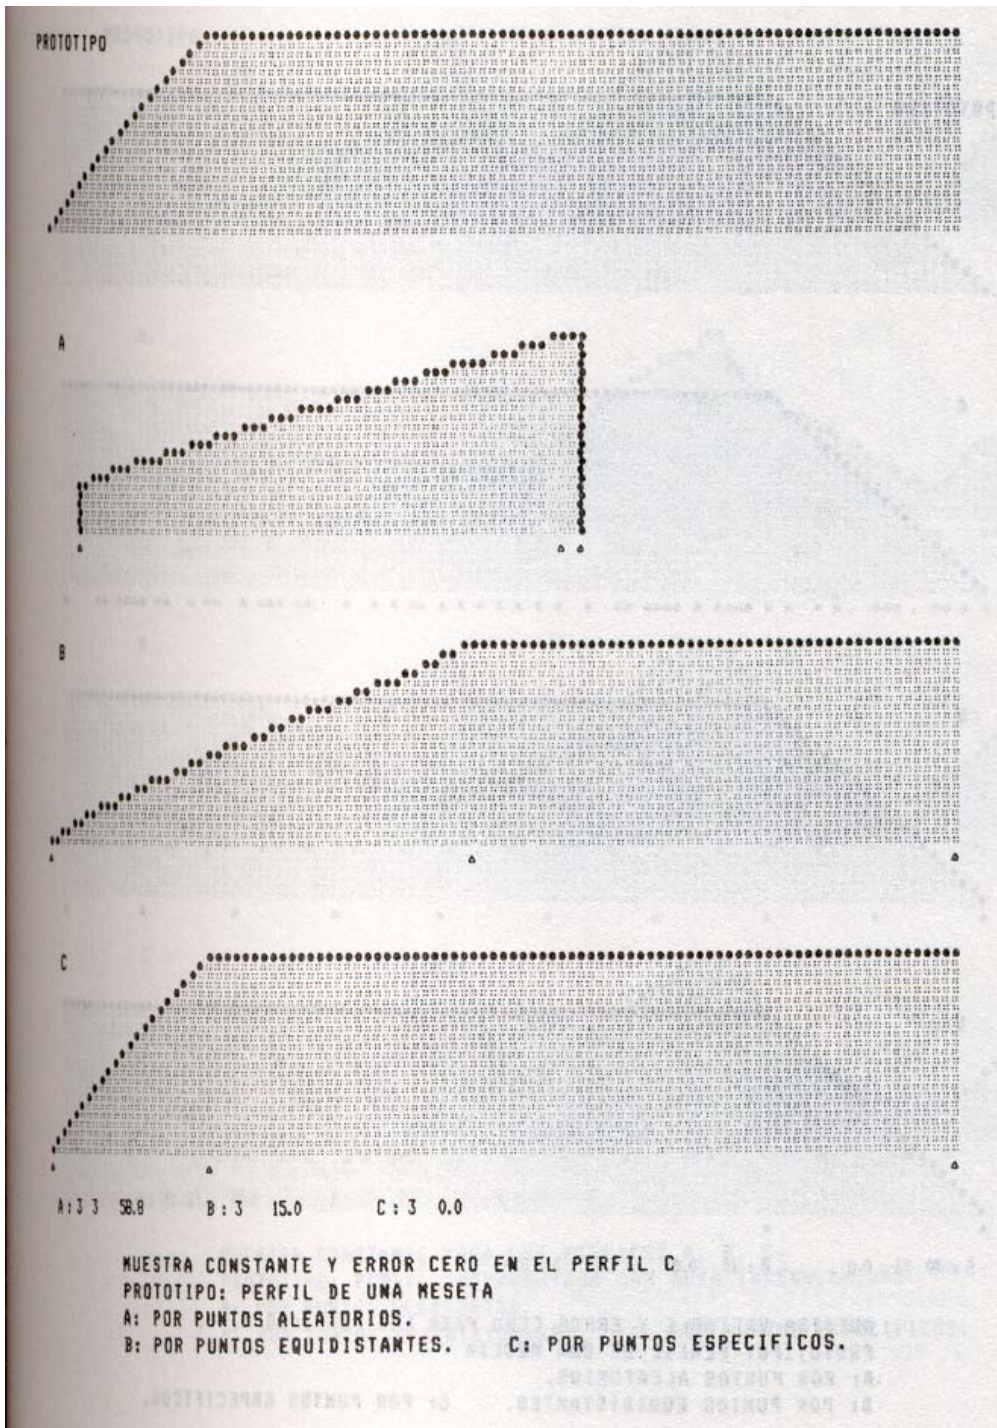 PROTOTIPO
A
B
C
A:3 3 58.8 B:3 15.0 C:3 0.0
MUESTRA CONSTANTE Y ERROR CERO EN EL PERFIL C
PROTOTIPO: PERFIL DE UNA MESETA
A: POR PUNTOS ALEATORIOS.
B: POR PUNTOS EQUIDISTANTES. C: POR PUNTOS ESPECIFICOS.